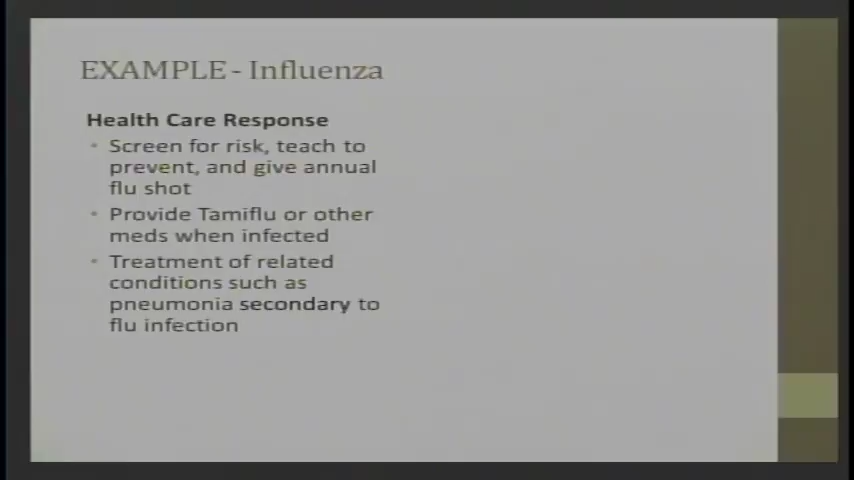 EXAMPLE - Influenza
Health Care Response
Screen for risk, teach to
prevent, and give annual
flu shot
Provide Tamiflu or other
meds when infected
Treatment of related
conditions such as
pneumonia secondary to
flu infection